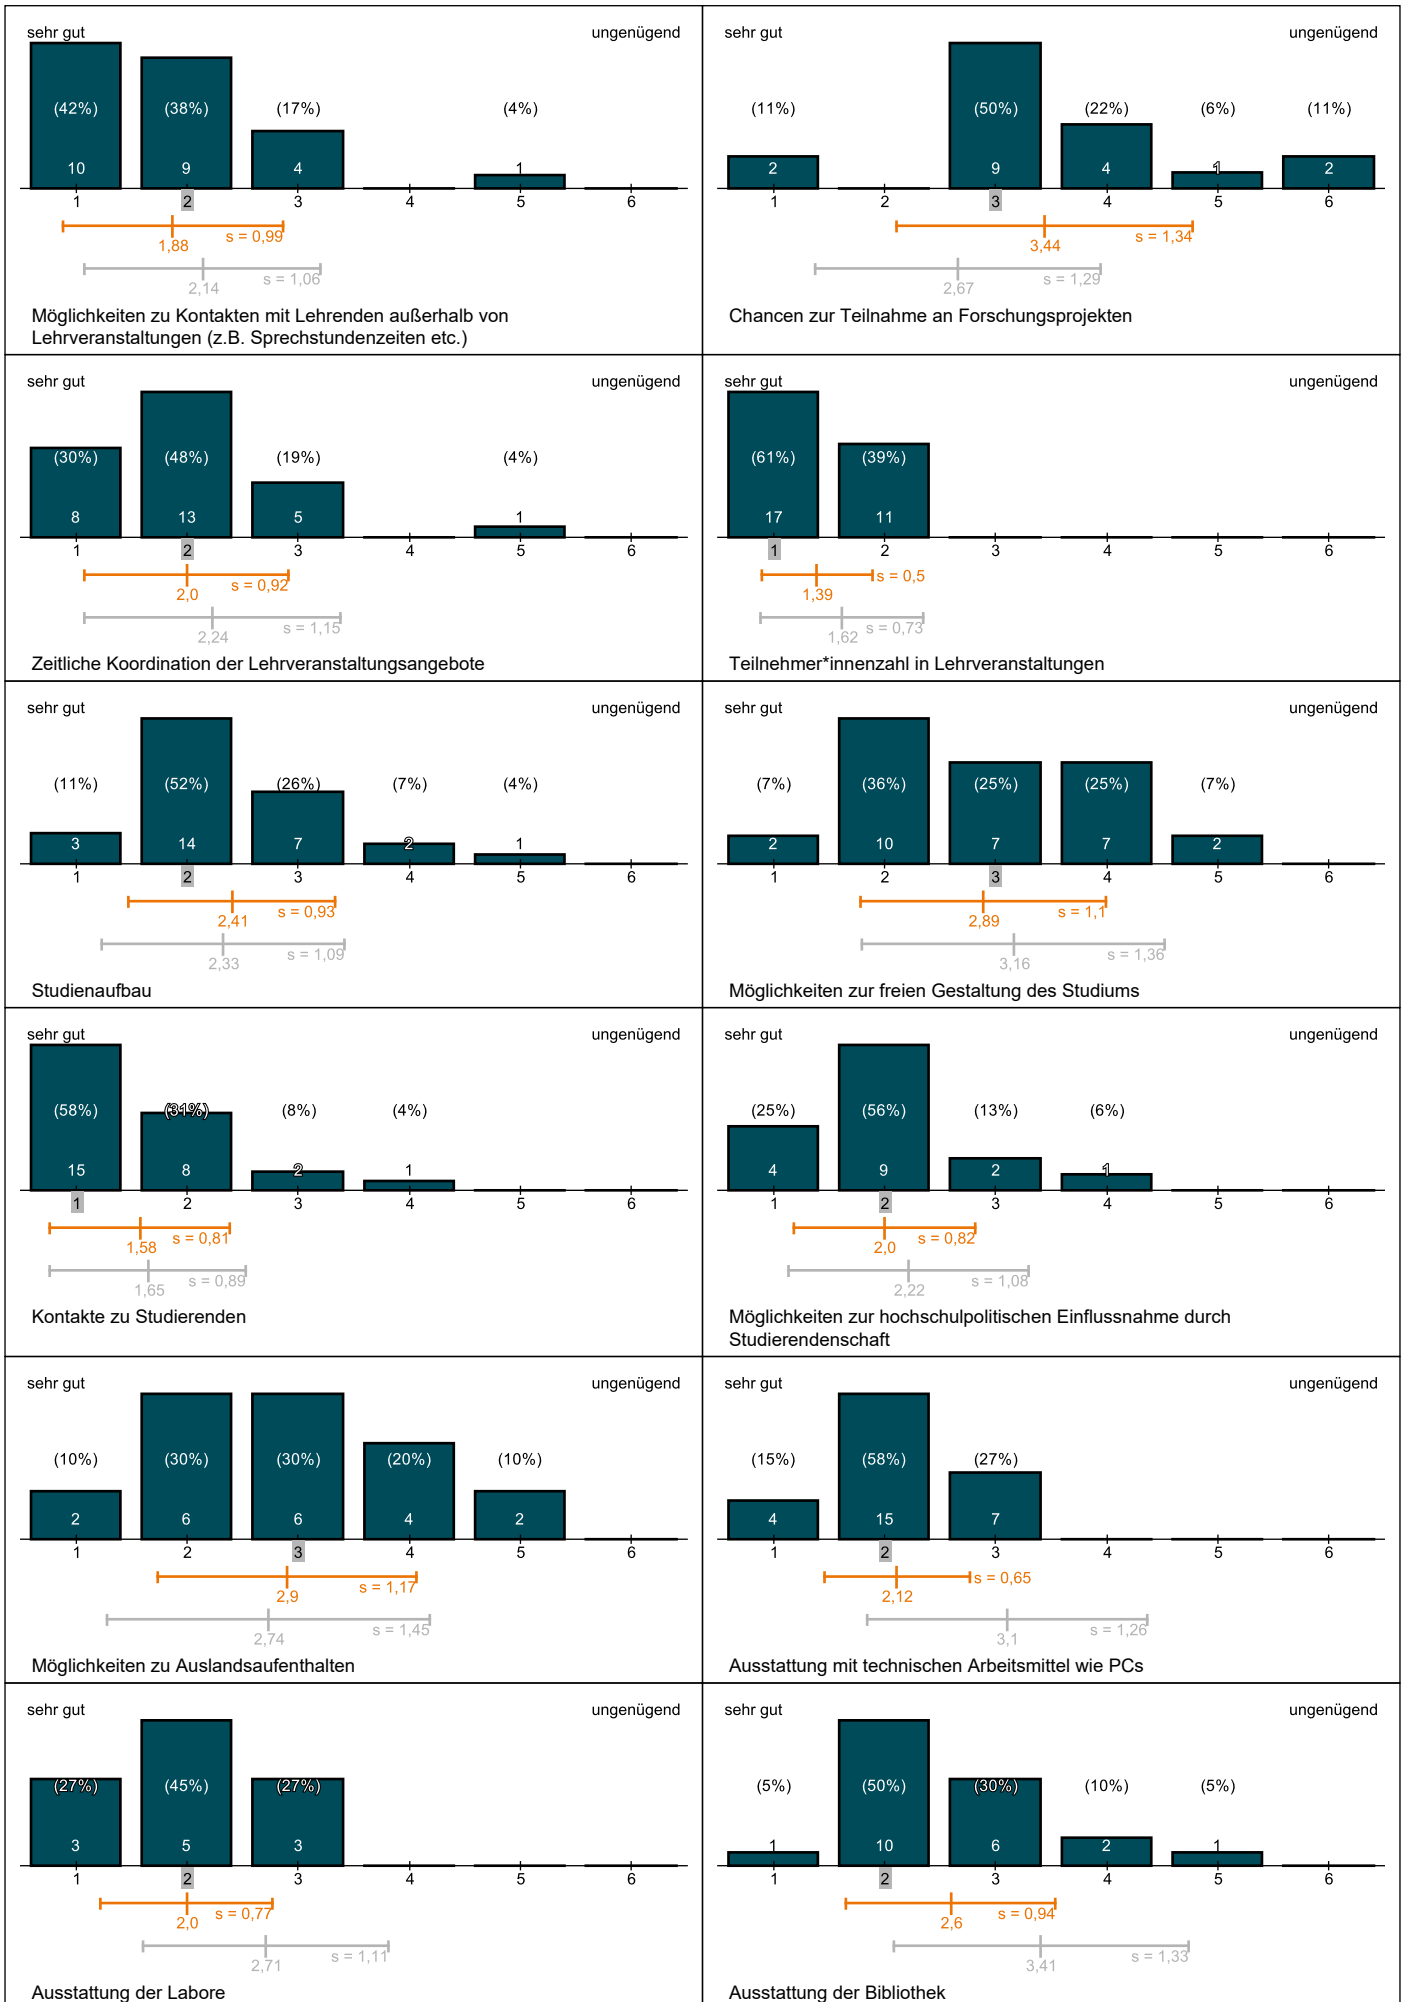 sehr gut ungenügend
(42%) (38%) (17%) (4%)
10 9 4 1
1 2 3 4 5 6
1,88 s = 0,99
2,14 s = 1,06
Möglichkeiten zu Kontakten mit Lehrenden außerhalb von
Lehrveranstaltungen (z.B. Sprechstundenzeiten etc.)
sehr gut ungenügend
(11%) (50%) (22%) (6%) (11%)
2 9 4 1 2
1 2 3 4 5 6
3,44 s = 1,34
2,67 s = 1,29
Chancen zur Teilnahme an Forschungsprojekten
sehr gut ungenügend
(30%) (48%) (19%) (4%)
8 13 5 1
1 2 3 4 5 6
2,0 s = 0,92
2,24 s = 1,15
Zeitliche Koordination der Lehrveranstaltungsangebote
sehr gut ungenügend
(61%) (39%)
17 11
1 2 3 4 5 6
1,39 s = 0,5
1,62 s = 0,73
Teilnehmer*innenzahl in Lehrveranstaltungen
sehr gut ungenügend
(11%) (52%) (26%) (7%) (4%)
3 14 7 2 1
1 2 3 4 5 6
2,41 s = 0,93
2,33 s = 1,09
Studienaufbau
sehr gut ungenügend
(7%) (36%) (25%) (25%) (7%)
2 10 7 7 2
1 2 3 4 5 6
2,89 s = 1,1
3,16 s = 1,36
Möglichkeiten zur freien Gestaltung des Studiums
sehr gut ungenügend
(58%) (31%) (8%) (4%)
15 8 2 1
1 2 3 4 5 6
1,58 s = 0,81
1,65 s = 0,89
Kontakte zu Studierenden
sehr gut ungenügend
(25%) (56%) (13%) (6%)
4 9 2 1
1 2 3 4 5 6
2,0 s = 0,82
2,22 s = 1,08
Möglichkeiten zur hochschulpolitischen Einflussnahme durch
Studierendenschaft
sehr gut ungenügend
(10%) (30%) (30%) (20%) (10%)
2 6 6 4 2
1 2 3 4 5 6
2,9 s = 1,17
2,74 s = 1,45
Möglichkeiten zu Auslandsaufenthalten
sehr gut ungenügend
(15%) (58%) (27%)
4 15 7
1 2 3 4 5 6
2,12 s = 0,65
3,1 s = 1,26
Ausstattung mit technischen Arbeitsmittel wie PCs
sehr gut ungenügend
(27%) (45%) (27%)
3 5 3
1 2 3 4 5 6
2,0 s = 0,77
2,71 s = 1,11
Ausstattung der Labore
sehr gut ungenügend
(5%) (50%) (30%) (10%) (5%)
1 10 6 2 1
1 2 3 4 5 6
2,6 s = 0,94
3,41 s = 1,33
Ausstattung der Bibliothek